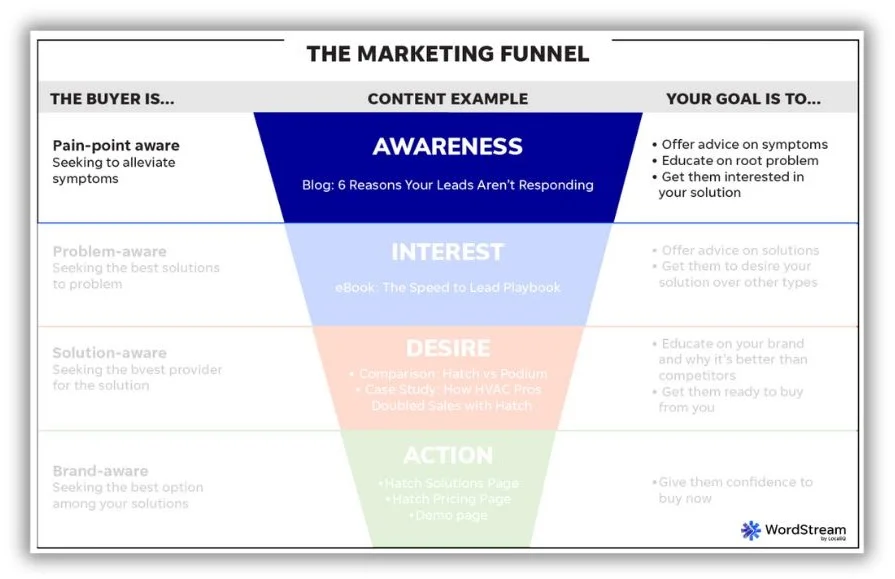 THE MARKETING FUNNEL
THE BUYER IS...
CONTENT EXAMPLE
YOUR GOAL IS TO...
Pain-point aware
Seeking to alleviate
symptoms
AWARENESS
Blog: 6 Reasons Your Leads Aren't Responding
• Offer advice on symptoms
• Educate on root problem
• Get them interested in
your solution
Problem-aware
Seeking the best solutions
to problem
INTEREST
eBook: The Speed to Lead Playbook
• Offer advice on solutions
• Get them to desire your
solution over other types
Solution-aware
Seeking the bvest provider
for the solution
DESIRE
• Comparison: Hatch vs Podium
• Case Study: How HVAC Pros
Doubled Sales with Hatch
• Educate on your brand
and why it's better than
competitors
• Get them ready to buy
from you
Brand-aware
Seeking the best option
among your solutions
ACTION
•Hatch Solutions Page
•Hatch Pricing Page
•Demo page
•Give them confidence to
buy now
WordStream
by LocaliQ